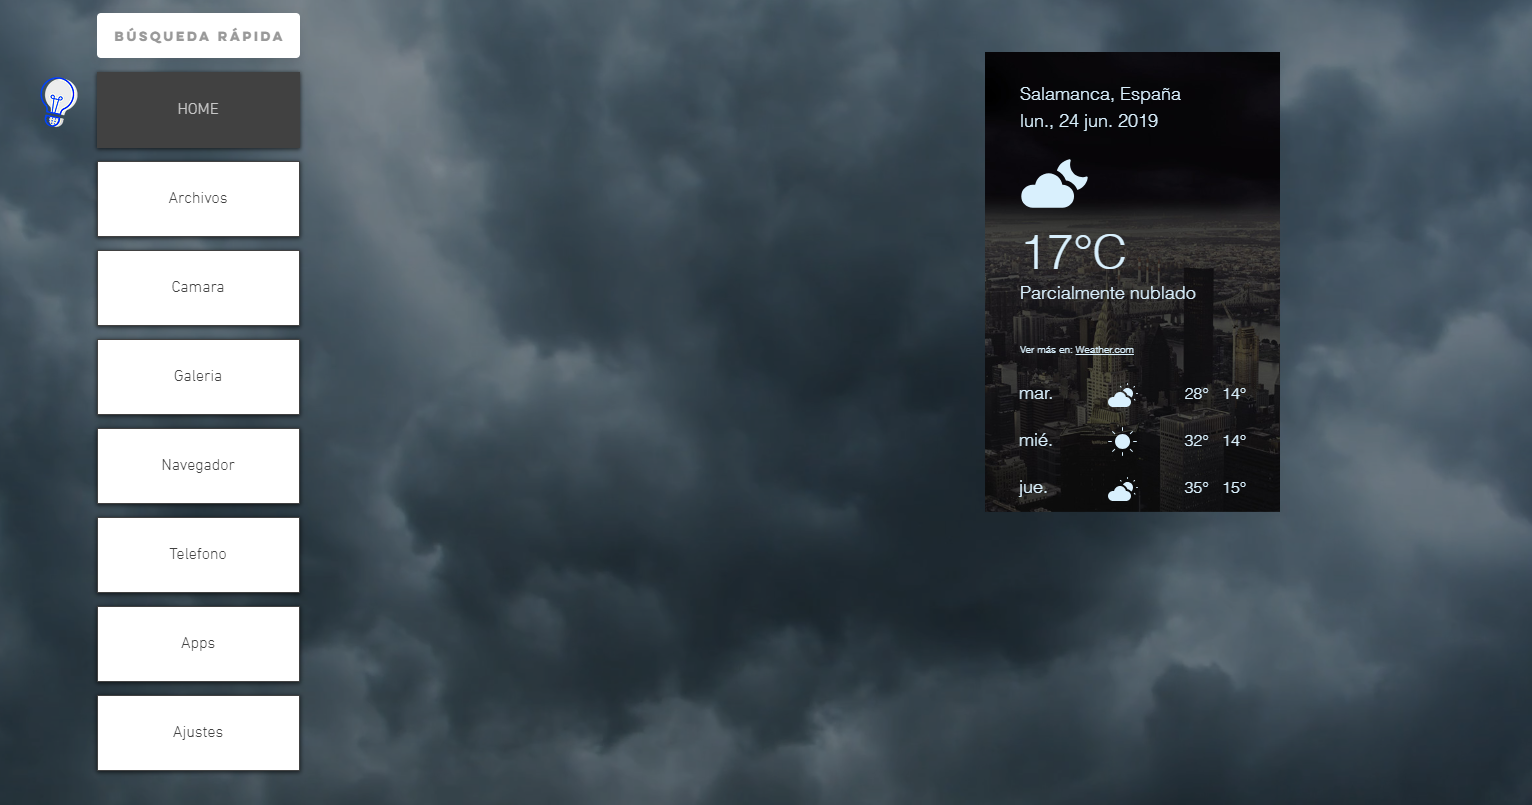 BÚSQUEDA RÁPIDA
HOME
Archivos
Camara
Galeria
Navegador
Telefono
Apps
Ajustes
Salamanca, España
lun., 24 jun. 2019
17°C
Parcialmente nublado
Ver más en: Weather.com
mar. 28° 14°
mié. 32° 14°
jue. 35° 15°